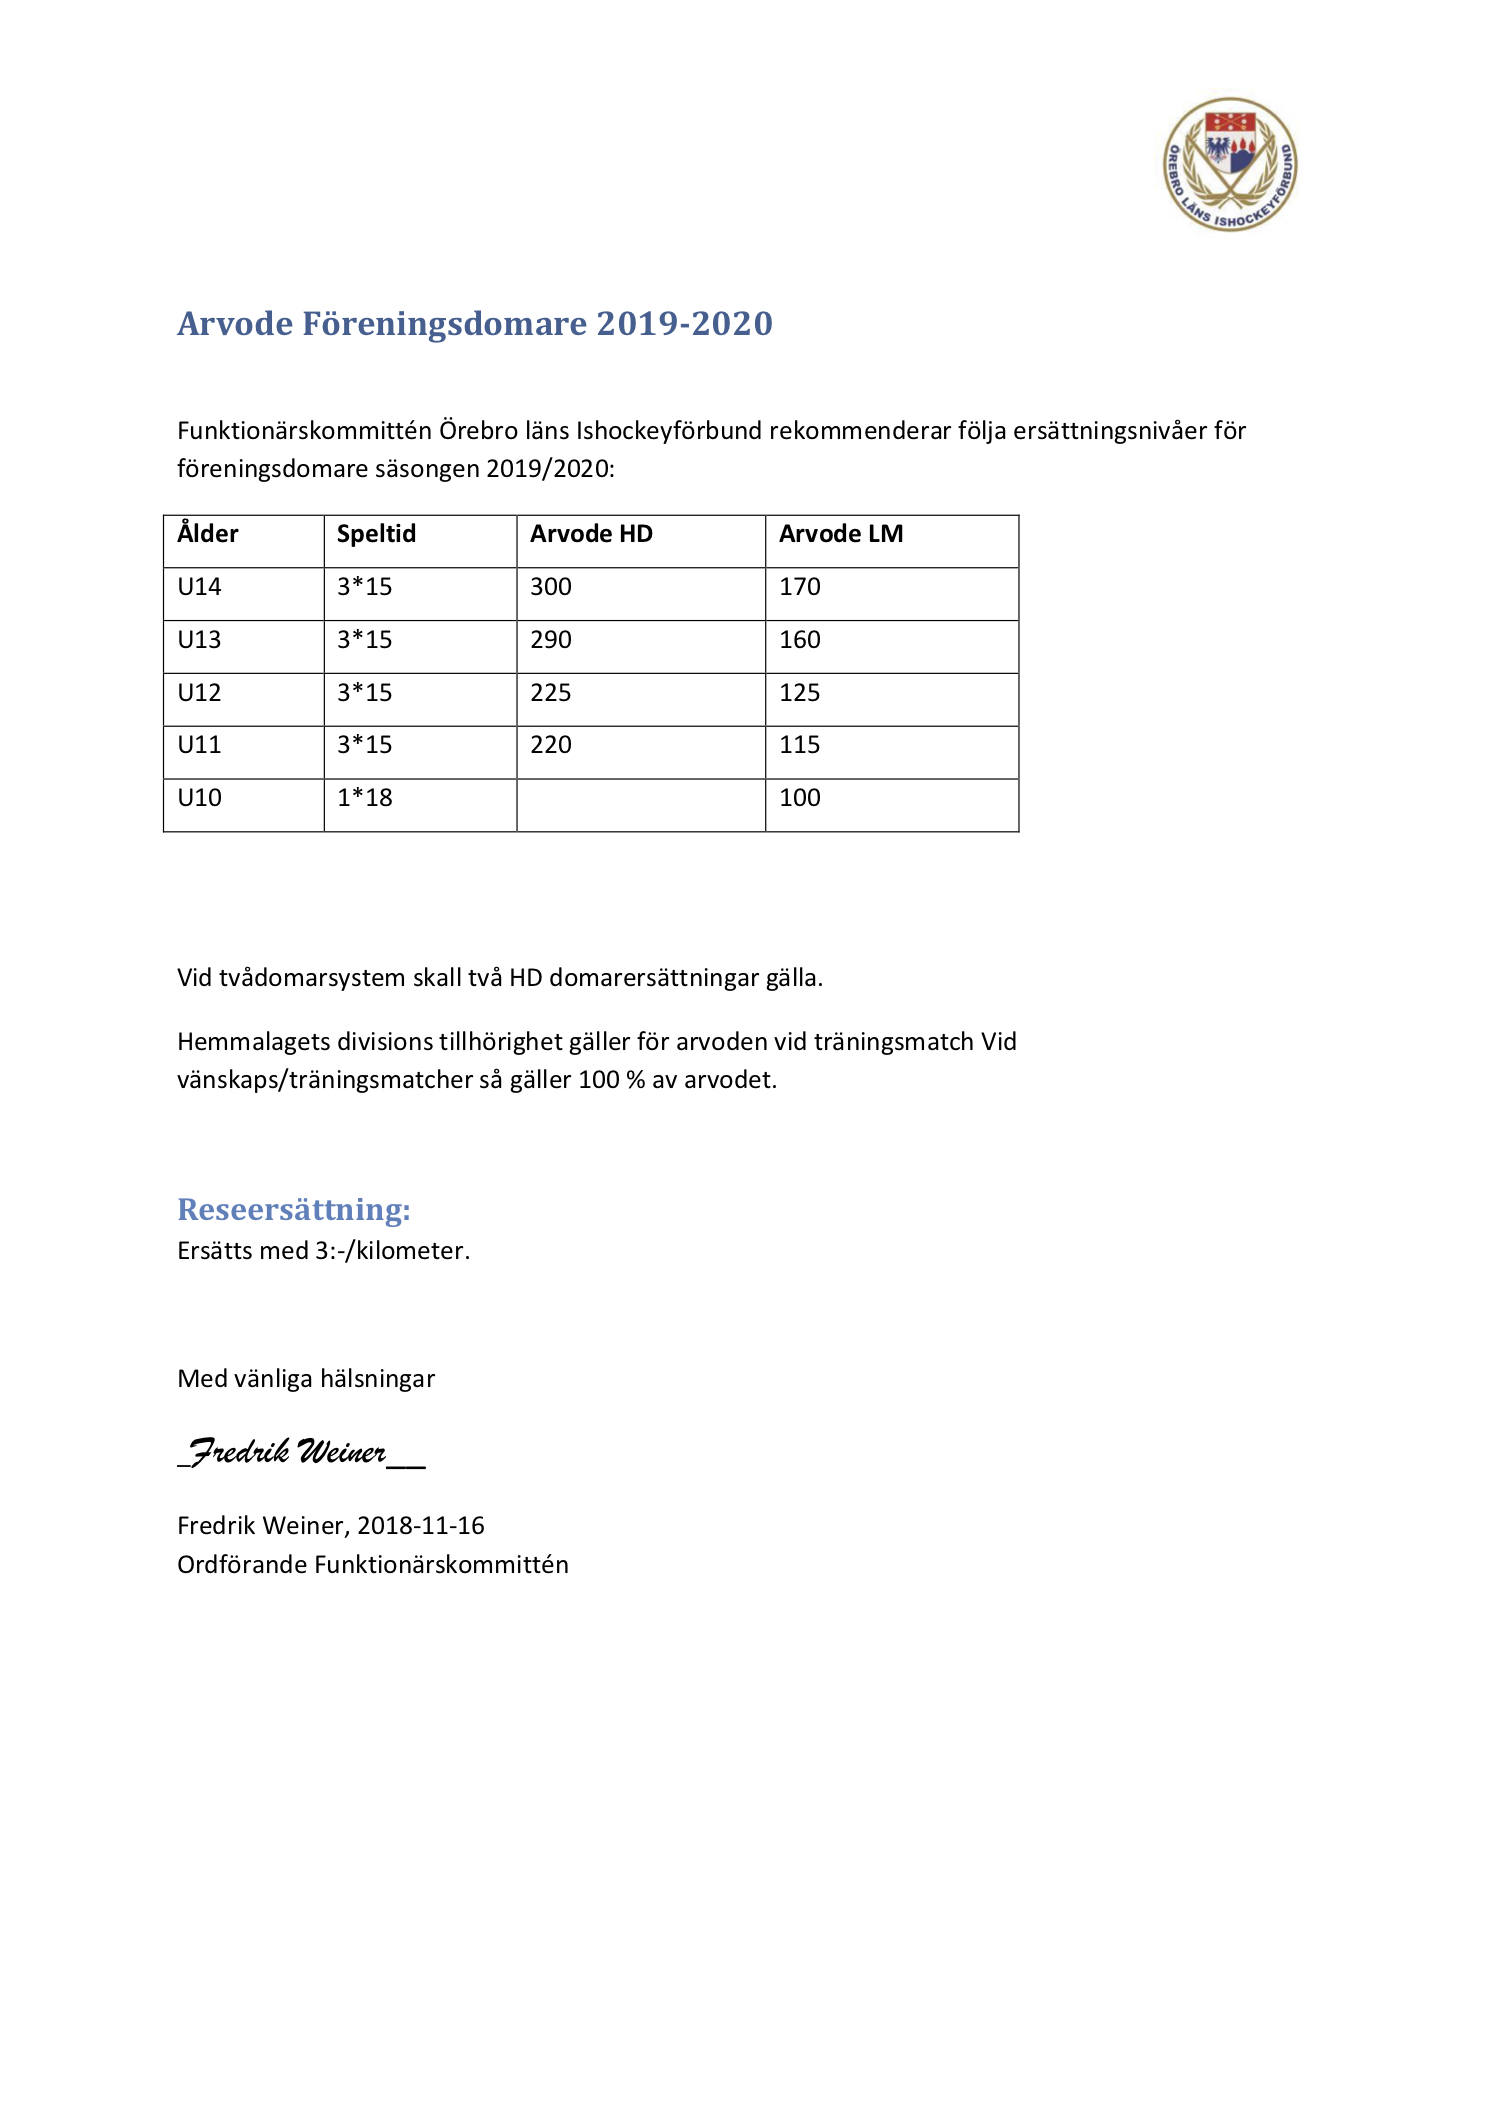 ÖREBRO LÄNS ISHOCKEYFÖRBUND
Arvode Föreningsdomare 2019-2020
Funktionärskommittén Örebro läns Ishockeyförbund rekommenderar följa ersättningsnivåer för
föreningsdomare säsongen 2019/2020:
Ålder Speltid Arvode HD Arvode LM
U14 3*15 300 170
U13 3*15 290 160
U12 3*15 225 125
U11 3*15 220 115
U10 1*18 100
Vid tvådomarsystem skall två HD domarersättningar gälla.
Hemmalagets divisions tillhörighet gäller för arvoden vid träningsmatch Vid
vänskaps/träningsmatcher så gäller 100 % av arvodet.
Reseersättning:
Ersätts med 3:-/kilometer.
Med vänliga hälsningar
_Fredrik Weiner__
Fredrik Weiner, 2018-11-16
Ordförande Funktionärskommittén